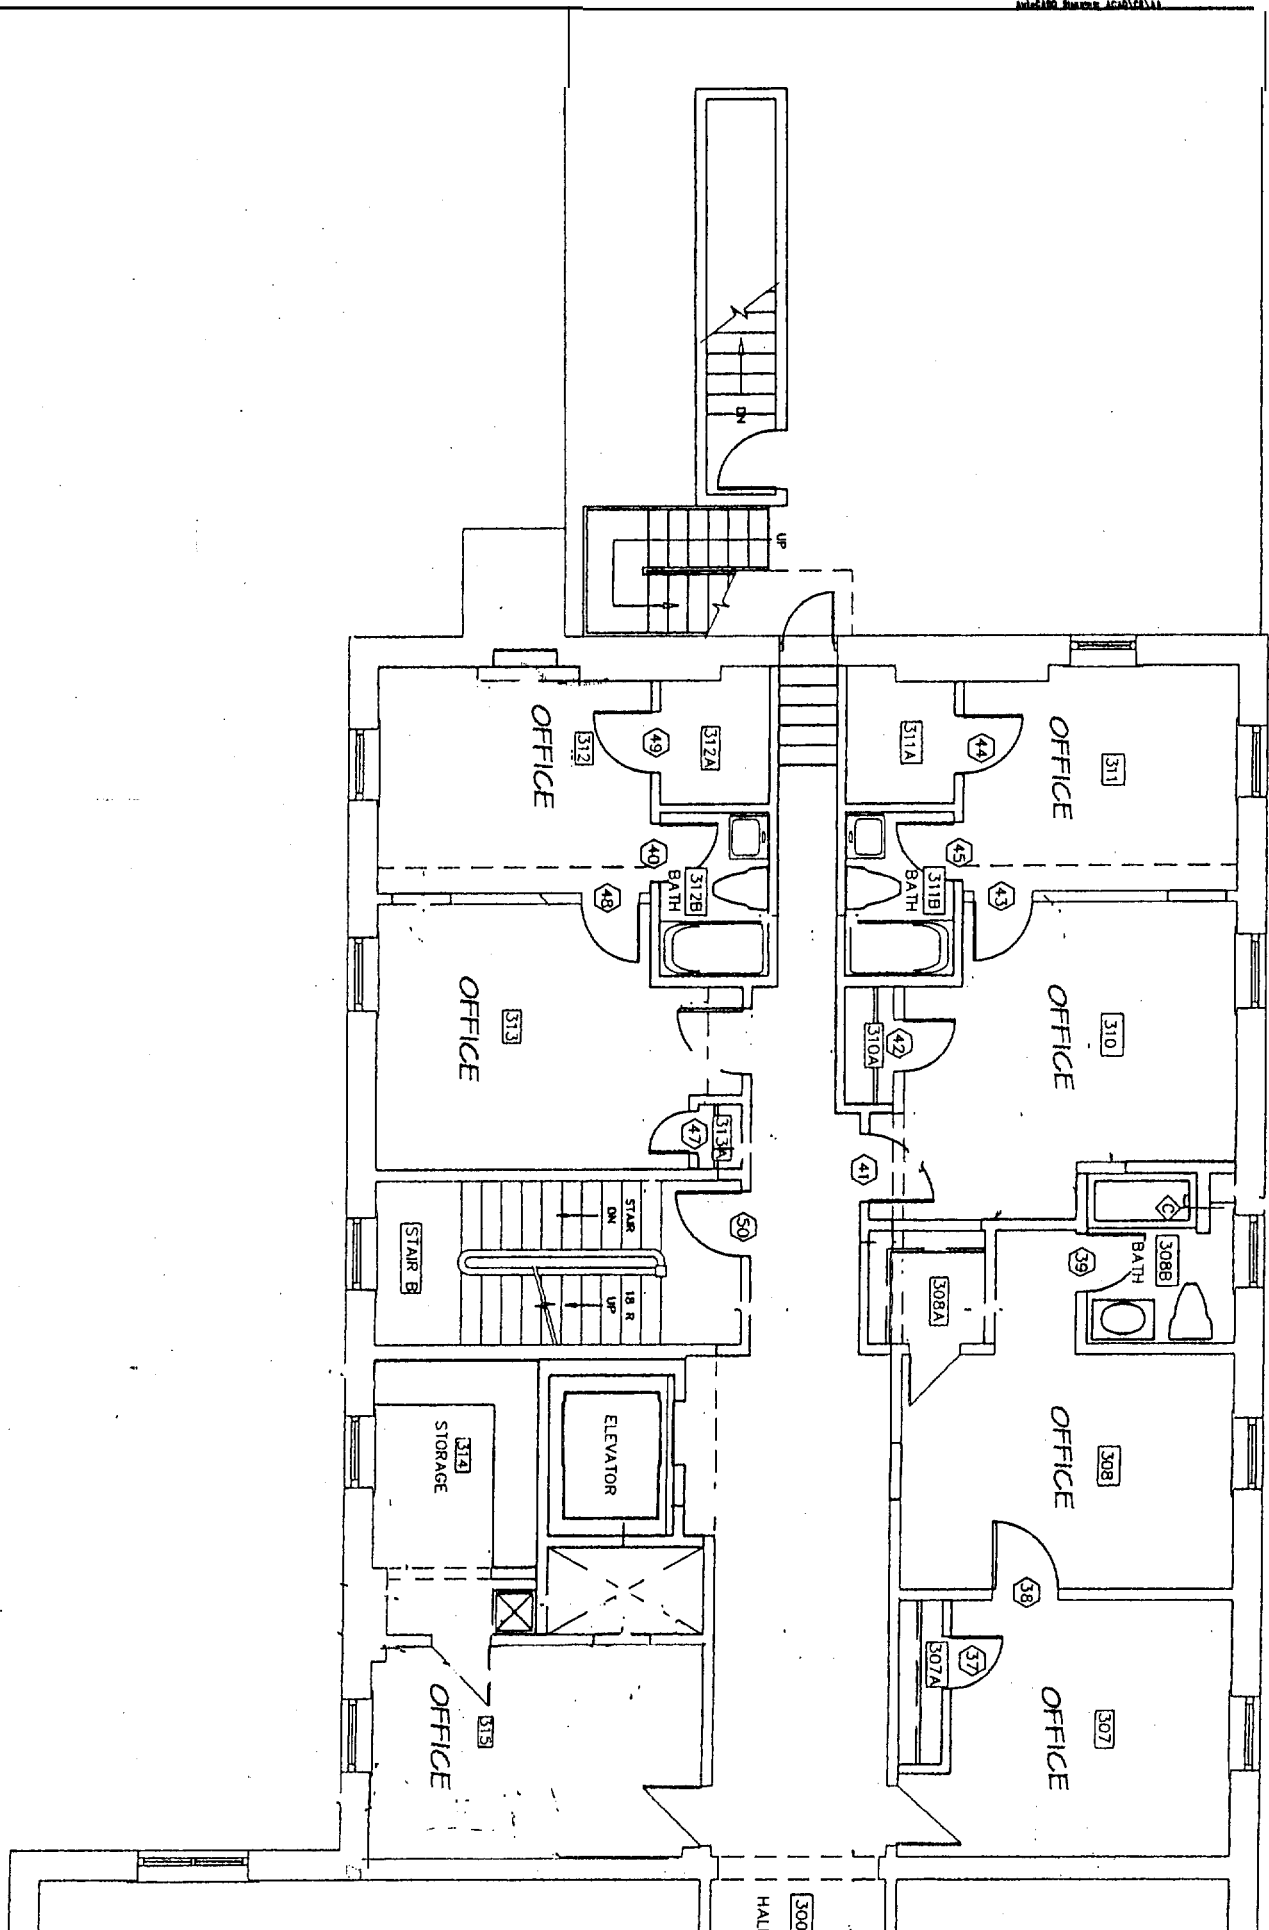 DN
UP
OFFICE
312
49
312A
311A
44
OFFICE
311
40
BATH
312B
BATH
311B
45
48
43
OFFICE
313
310A
42
OFFICE
310
47
313A
41
STAIR B
STAIR
DN
18 R
UP
50
308A
39
BATH
308B
C
STORAGE
314
ELEVATOR
OFFICE
308
38
OFFICE
315
307A
37
OFFICE
307
HALL
300